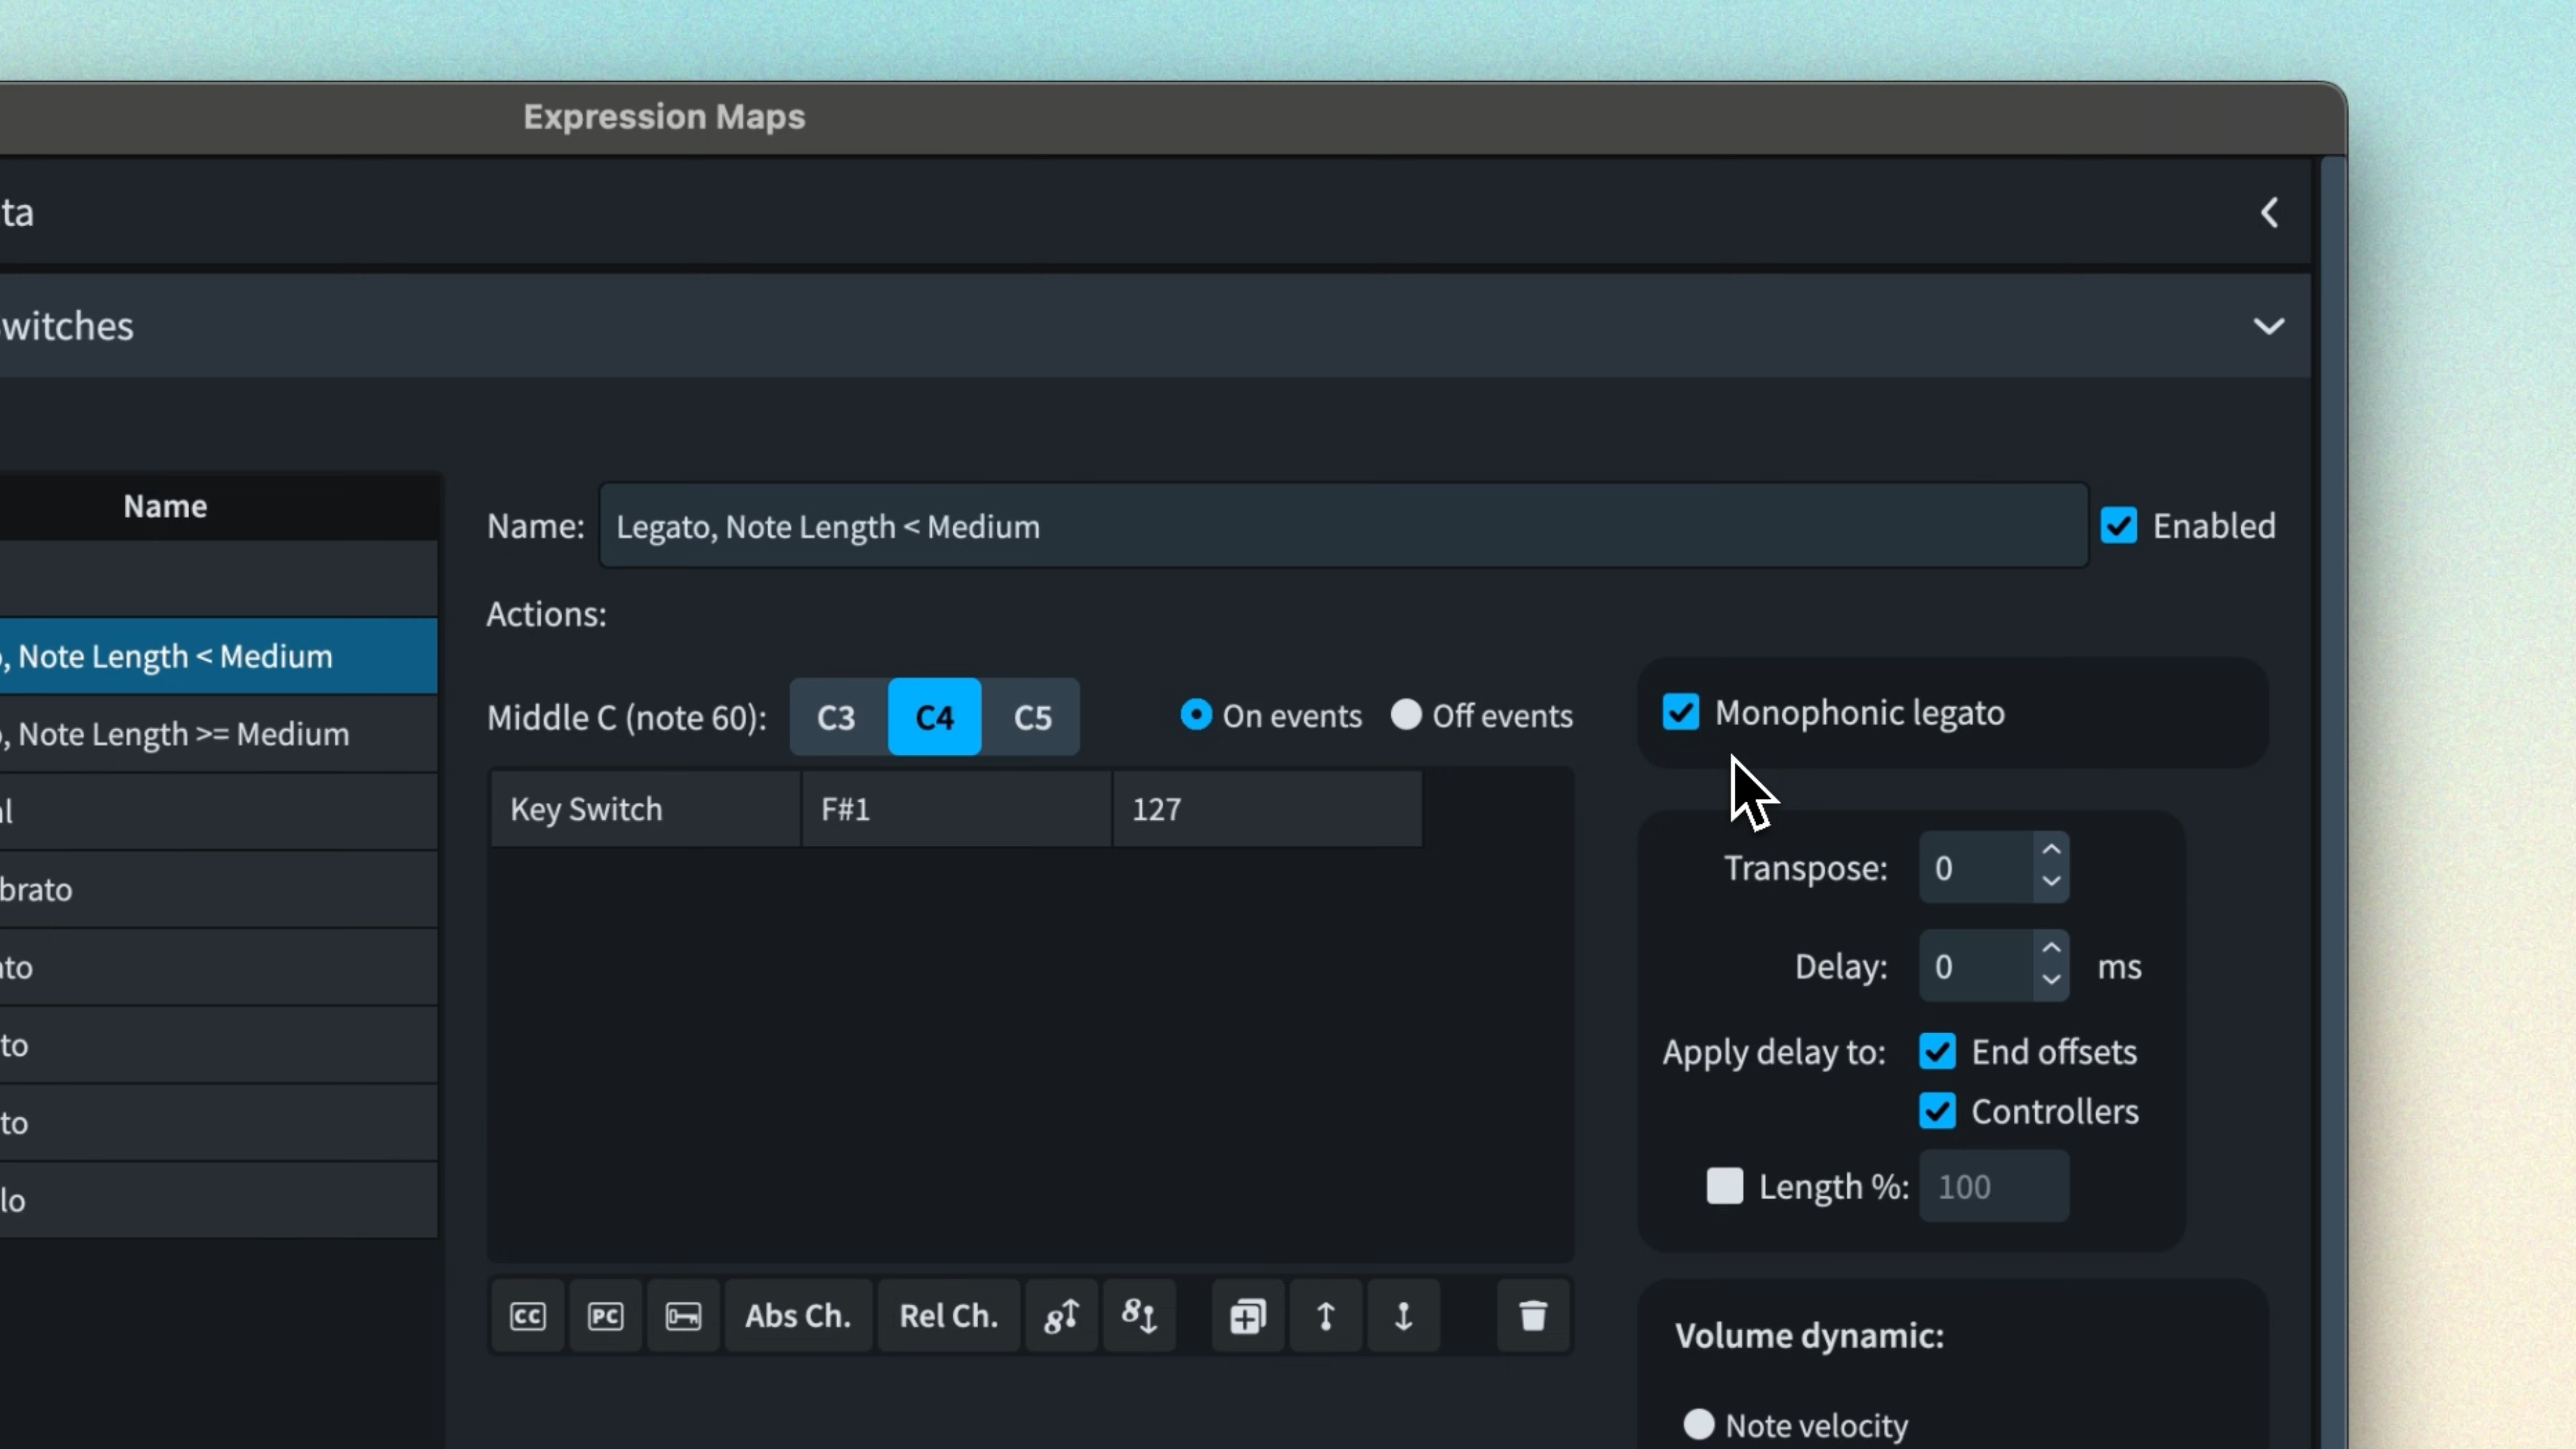 Expression Maps
ta
witches
Name
Name: Legato, Note Length < Medium
Enabled
Actions:
, Note Length < Medium
Middle C (note 60): C3 C4 C5
On events Off events
Monophonic legato
, Note Length >= Medium
Key Switch F#1 127
l
Transpose: 0
brato
Delay: 0 ms
to
Apply delay to: End offsets
to
Controllers
to
Length %: 100
lo
CC PC Abs Ch. Rel Ch. 8 8
Volume dynamic:
Note velocity